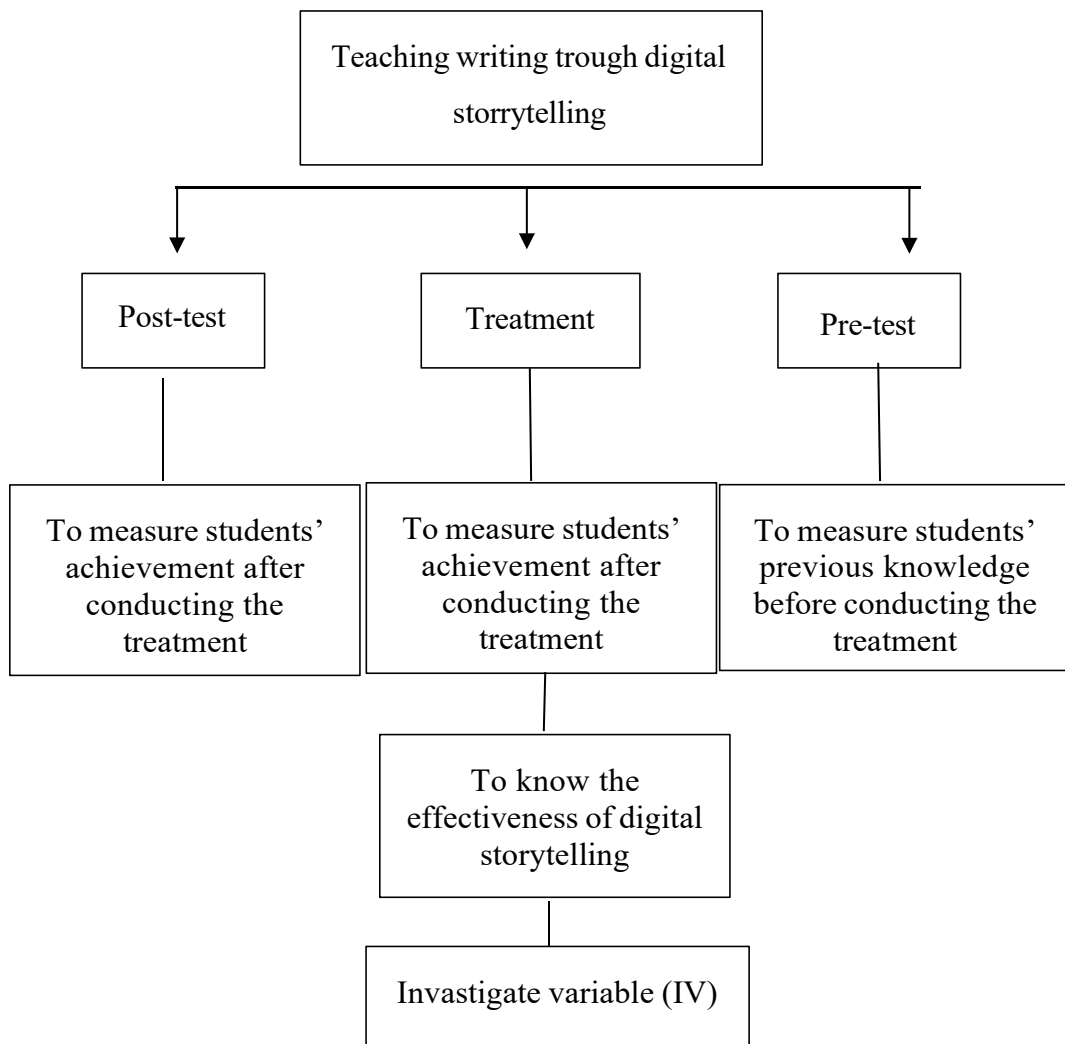 Teaching writing trough digital
storrytelling
Post-test
Treatment
Pre-test
To measure students’
achievement after
conducting the
treatment
To measure students’
achievement after
conducting the
treatment
To measure students’
previous knowledge
before conducting the
treatment
To know the
effectiveness of digital
storytelling
Invastigate variable (IV)